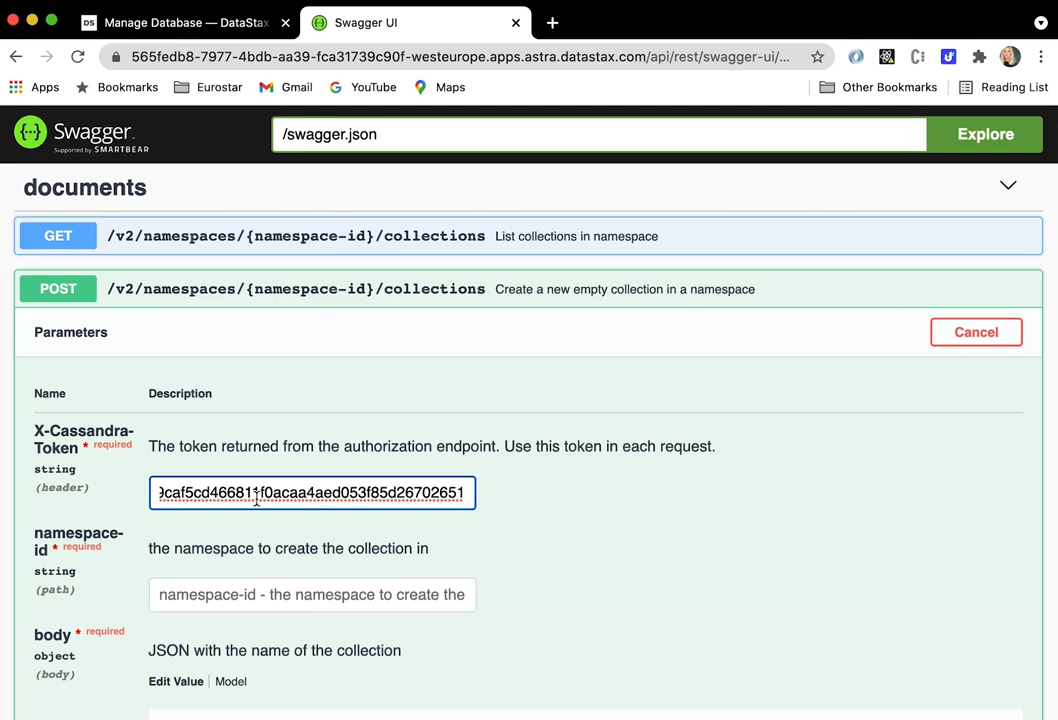 DS Manage Database — DataStax
Swagger UI
565fedb8-7977-4bdb-aa39-fca31739c90f-westeurope.apps.astra.datastax.com/api/rest/swagger-ui/...
Apps Bookmarks Eurostar Gmail YouTube Maps Other Bookmarks Reading List
Swagger.
Supported by SMARTBEAR
/swagger.json
Explore
documents
GET /v2/namespaces/{namespace-id}/collections List collections in namespace
POST /v2/namespaces/{namespace-id}/collections Create a new empty collection in a namespace
Parameters
Cancel
Name Description
X-Cassandra-
Token * required
string
(header)
The token returned from the authorization endpoint. Use this token in each request.
9caf5cd466811f0acaa4aed053f85d26702651
namespace-
id * required
string
(path)
the namespace to create the collection in
namespace-id - the namespace to create the
body * required
object
(body)
JSON with the name of the collection
Edit Value | Model